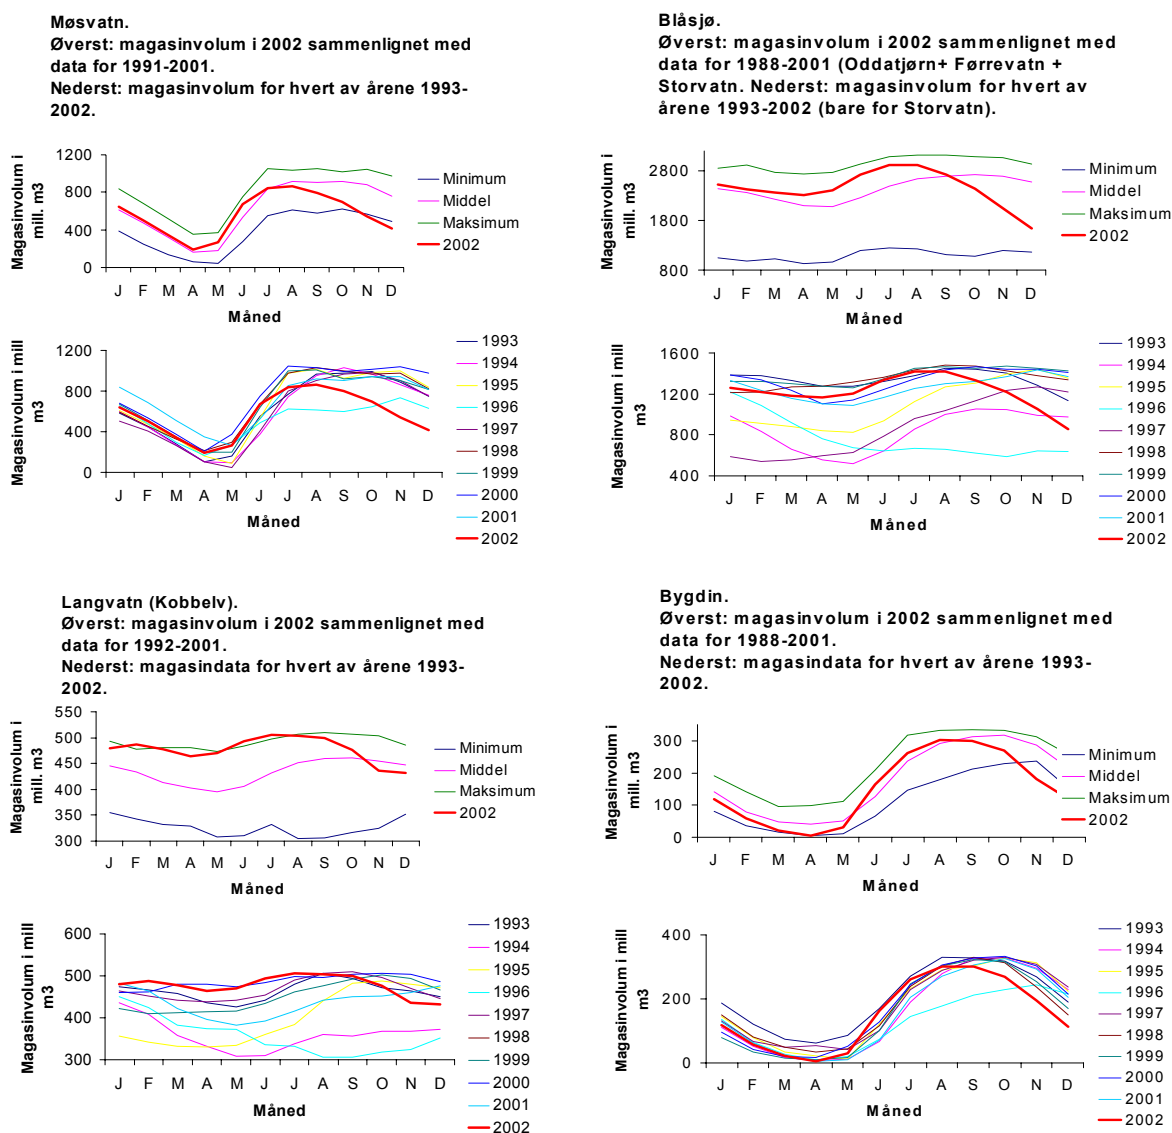 Møsvatn.
Øverst: magasinvolum i 2002 sammenlignet med
data for 1991-2001.
Nederst: magasinvolum for hvert av årene 1993-
2002.
Magasinvolum i
mill. m3
1200
800
400
0
J F M A M J J A S O N D
Måned
Minimum
Middel
Maksimum
2002
Magasinvolum i mill
m3
1200
800
400
0
J F M A M J J A S O N D
Måned
1993
1994
1995
1996
1997
1998
1999
2000
2001
2002
Blåsjø.
Øverst: magasinvolum i 2002 sammenlignet med
data for 1988-2001 (Oddatjørn+ Førrevatn +
Storvatn. Nederst: magasinvolum for hvert av
årene 1993-2002 (bare for Storvatn).
Magasinvolum i
mill. m3
2800
1800
800
J F M A M J J A S O N D
Måned
Minimum
Middel
Maksimum
2002
Magasinvolum i mill
m3
1600
1200
800
400
J F M A M J J A S O N D
Måned
1993
1994
1995
1996
1997
1998
1999
2000
2001
2002
Langvatn (Kobbelv).
Øverst: magasinvolum i 2002 sammenlignet med
data for 1992-2001.
Nederst: magasindata for hvert av årene 1993-
2002.
Magasinvolum i
mill. m3
550
500
450
400
350
300
J F M A M J J A S O N D
Måned
Minimum
Middel
Maksimum
2002
Magasinvolum i mill
m3
600
500
400
300
J F M A M J J A S O N D
Måned
1993
1994
1995
1996
1997
1998
1999
2000
2001
2002
Bygdin.
Øverst: magasinvolum i 2002 sammenlignet med
data for 1988-2001.
Nederst: magasindata for hvert av årene 1993-
2002.
Magasinvolum i
mill. m3
300
200
100
0
J F M A M J J A S O N D
Måned
Minimum
Middel
Maksimum
2002
Magasinvolum i mill
m3
400
200
0
J F M A M J J A S O N D
Måned
1993
1994
1995
1996
1997
1998
1999
2000
2001
2002